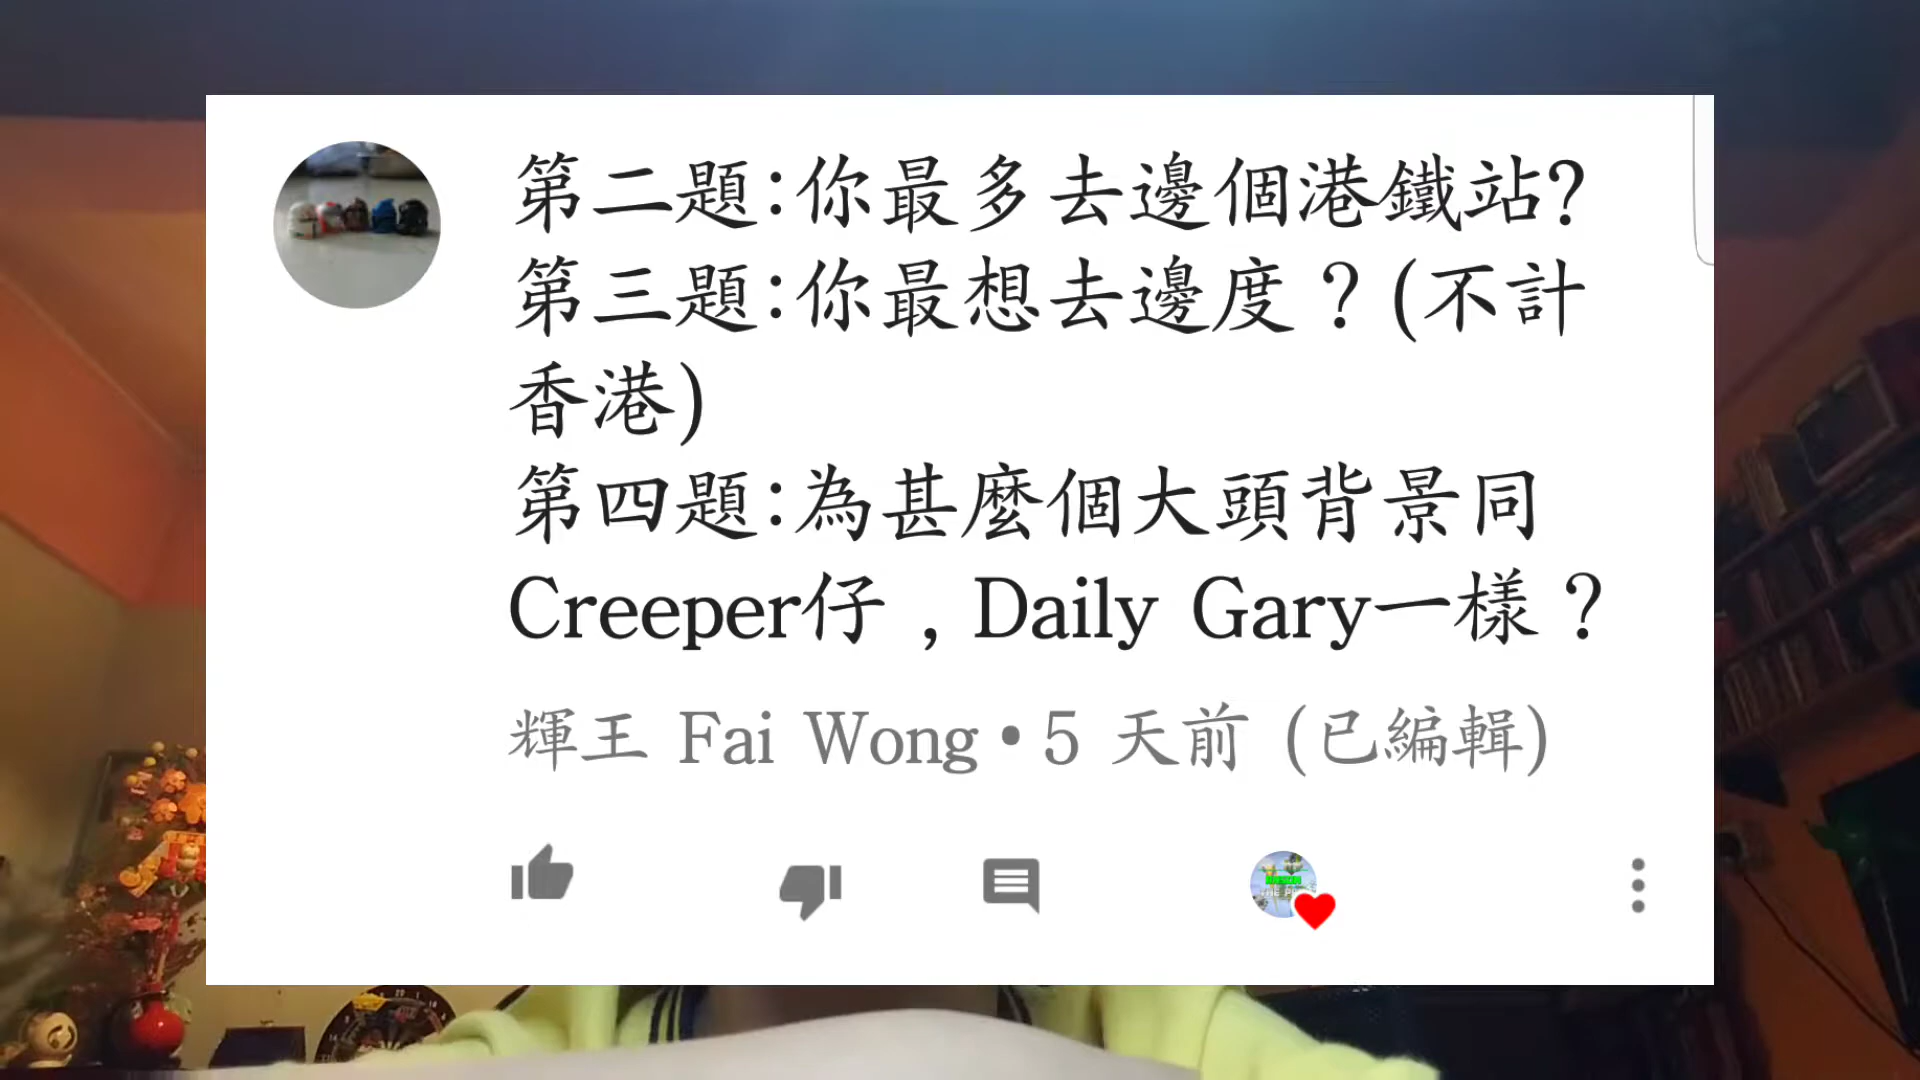 第二題:你最多去邊個港鐵站?
第三題:你最想去邊度？(不計
香港)
第四題:為甚麼個大頭背景同
Creeper仔，Daily Gary一樣？
輝王 Fai Wong • 5 天前 (已編輯)